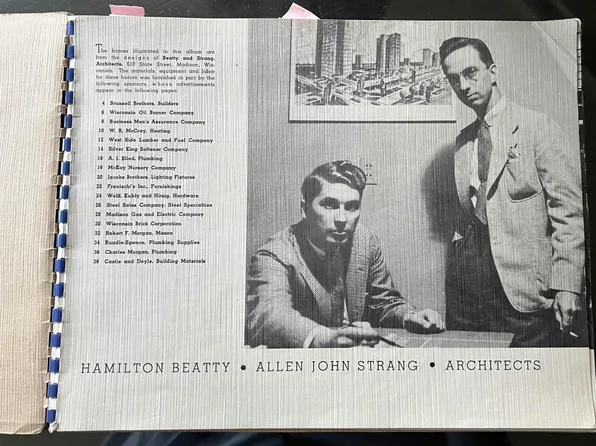 The homes illustrated in this album are
from the designs of Beatty and Strang,
Architects, 610 State Street, Madison, Wis-
consin. The materials, equipment and labor
for these homes was furnished in part by the
following sponsors, whose advertisements
appear in the following pages:
4 Brunsell Brothers, Builders
6 Wisconsin Oil Burner Company
8 Business Men's Assurance Company
10 W. R. McCrey, Heating
12 West Side Lumber and Fuel Company
14 Silver King Softener Company
16 A. J. Blied, Plumbing
18 McKay Nursery Company
20 Jacobs Brothers, Lighting Fixtures
22 Frautschi's Inc., Furnishings
24 Wolff, Kubly and Hirsig, Hardware
26 Steel Sales Company, Steel Specialties
28 Madison Gas and Electric Company
30 Wisconsin Brick Corporation
32 Robert F. Morgan, Mason
34 Rundle-Spence, Plumbing Supplies
36 Charles Morgan, Plumbing
38 Castle and Doyle, Building Materials
HAMILTON BEATTY • ALLEN JOHN STRANG • ARCHITECTS